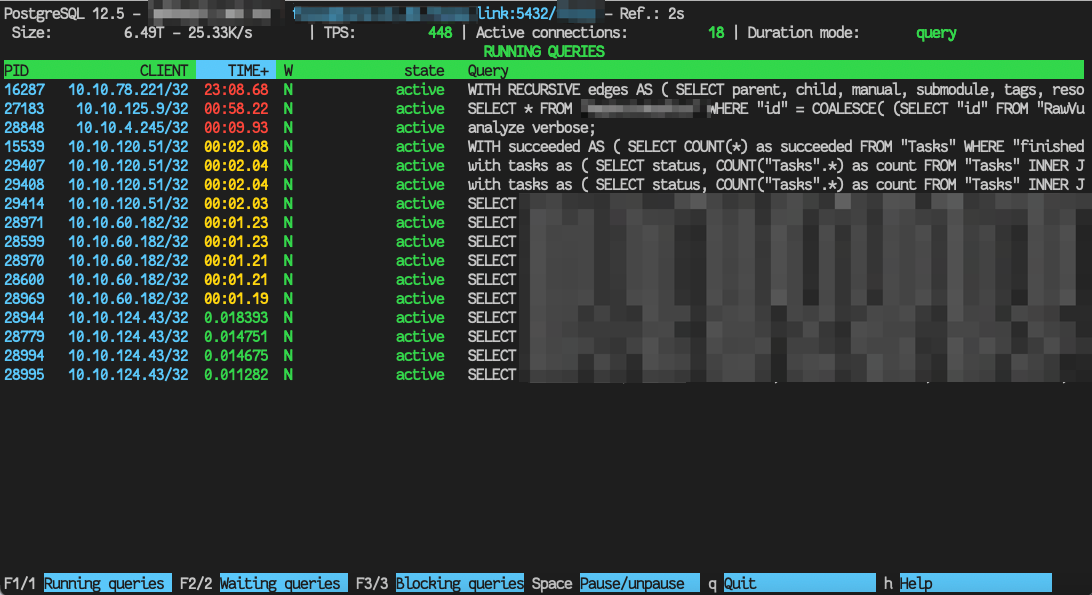 PostgreSQL 12.5 - link:5432/ - Ref.: 2s
Size: 6.49T - 25.33K/s | TPS: 448 | Active connections: 18 | Duration mode: query
RUNNING QUERIES
PID CLIENT TIME+ W state Query
16287 10.10.78.221/32 23:08.68 N active WITH RECURSIVE edges AS ( SELECT parent, child, manual, submodule, tags, reso
27183 10.10.125.9/32 00:58.22 N active SELECT * FROM WHERE "id" = COALESCE( (SELECT "id" FROM "RawVu
28848 10.10.4.245/32 00:09.93 N active analyze verbose;
15539 10.10.120.51/32 00:02.08 N active WITH succeeded AS ( SELECT COUNT(*) as succeeded FROM "Tasks" WHERE "finished
29407 10.10.120.51/32 00:02.04 N active with tasks as ( SELECT status, COUNT("Tasks".*) as count FROM "Tasks" INNER J
29408 10.10.120.51/32 00:02.04 N active with tasks as ( SELECT status, COUNT("Tasks".*) as count FROM "Tasks" INNER J
29414 10.10.120.51/32 00:02.03 N active SELECT
28971 10.10.60.182/32 00:01.23 N active SELECT
28599 10.10.60.182/32 00:01.23 N active SELECT
28970 10.10.60.182/32 00:01.21 N active SELECT
28600 10.10.60.182/32 00:01.21 N active SELECT
28969 10.10.60.182/32 00:01.19 N active SELECT
28944 10.10.124.43/32 0.018393 N active SELECT
28779 10.10.124.43/32 0.014751 N active SELECT
28994 10.10.124.43/32 0.014675 N active SELECT
28995 10.10.124.43/32 0.011282 N active SELECT
F1/1 Running queries F2/2 Waiting queries F3/3 Blocking queries Space Pause/unpause q Quit h Help